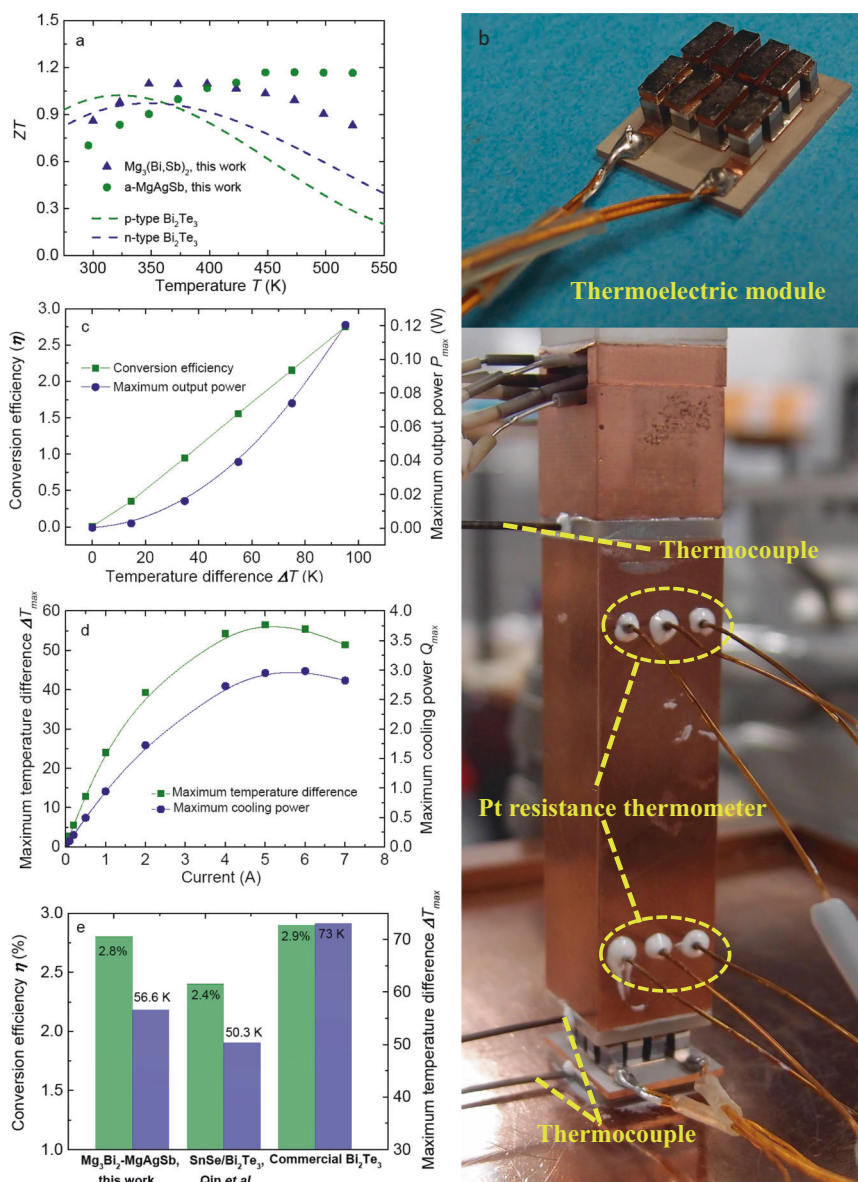 a
1.5
1.2
0.9
0.6
0.3
0.0
ZT
Mg3(Bi,Sb)2, this work
a-MgAgSb, this work
p-type Bi2Te3
n-type Bi2Te3
300 350 400 450 500 550
Temperature T (K)
b
Thermoelectric module
c
3.0
2.5
2.0
1.5
1.0
0.5
0.0
Conversion efficiency (η)
Conversion efficiency
Maximum output power
0.12
0.10
0.08
0.06
0.04
0.02
0.00
Maximum output power Pmax (W)
0 20 40 60 80 100
Temperature difference ΔT (K)
d
60
50
40
30
20
10
0
Maximum temperature difference ΔTmax
Maximum temperature difference
Maximum cooling power
4.0
3.5
3.0
2.5
2.0
1.5
1.0
0.5
0.0
Maximum cooling power Qmax
0 1 2 3 4 5 6 7 8
Current (A)
e
3.0
2.5
2.0
1.5
1.0
Conversion efficiency η (%)
2.8%
56.6 K
2.4%
50.3 K
2.9%
73 K
70
60
50
40
30
Maximum temperature difference ΔTmax
Mg3Bi2-MgAgSb, SnSe/Bi2Te3, Commercial Bi2Te3
this work Qin et al
Thermocouple
Pt resistance thermometer
Thermocouple